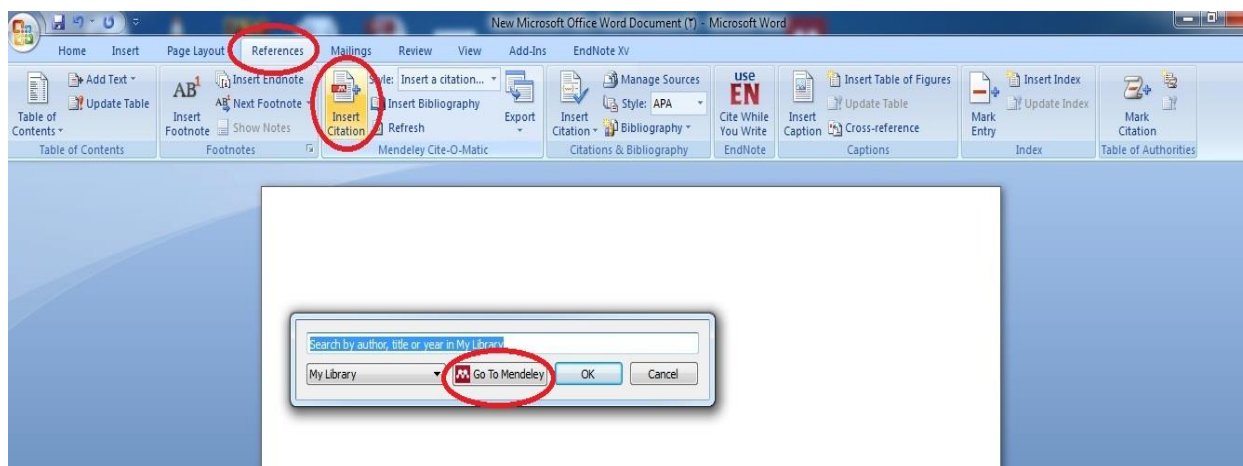 New Microsoft Office Word Document (٢) - Microsoft Word
Home Insert Page Layout References Mailings Review View Add-Ins EndNote XV
Table of Contents
Add Text
Update Table
Table of Contents
AB¹
Insert Footnote
Insert Endnote
AB¹ Next Footnote
Show Notes
Footnotes
Insert Citation
Style: Insert a citation...
Insert Bibliography
Refresh
Export
Mendeley Cite-O-Matic
Insert Citation
Manage Sources
Style: APA
Bibliography
Citations & Bibliography
USE
EN
Cite While You Write
EndNote
Insert Caption
Insert Table of Figures
Update Table
Cross-reference
Captions
Mark Entry
Insert Index
Update Index
Index
Mark Citation
Table of Authorities
Search by author, title or year in My Library
My Library
Go To Mendeley
OK
Cancel